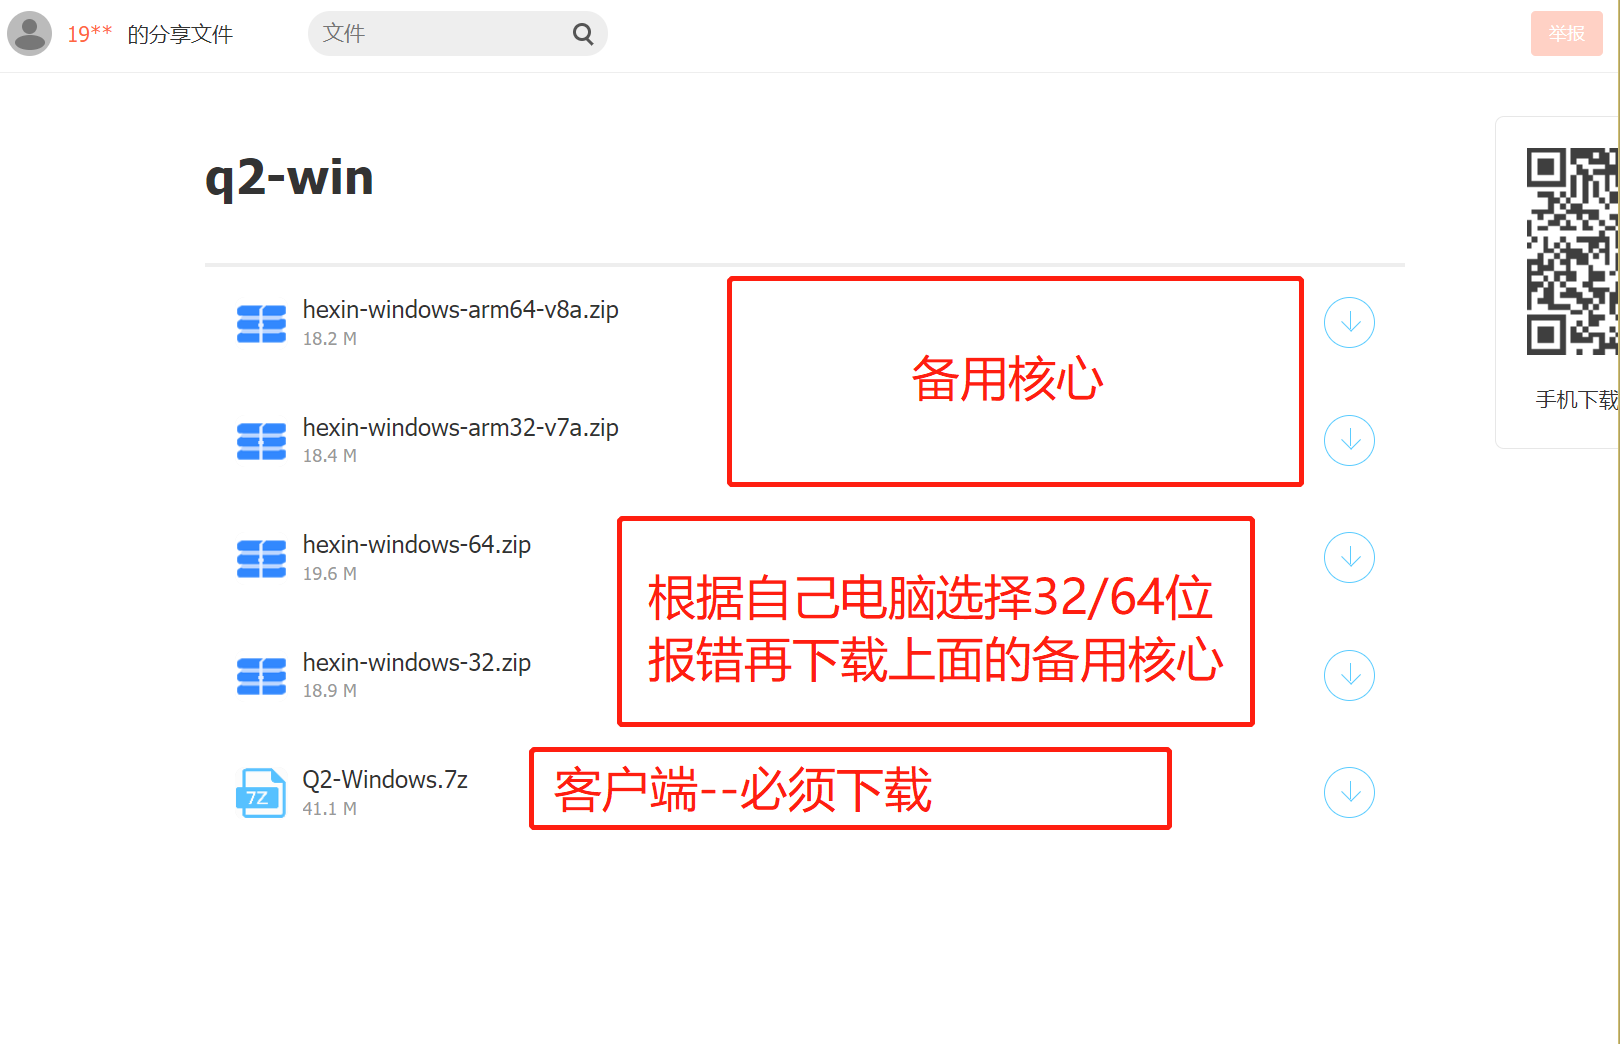 19** 的分享文件
文件
举报
q2-win
hexin-windows-arm64-v8a.zip
18.2 M
备用核心
hexin-windows-arm32-v7a.zip
18.4 M
hexin-windows-64.zip
19.6 M
根据自己电脑选择32/64位
报错再下载上面的备用核心
hexin-windows-32.zip
18.9 M
Q2-Windows.7z
41.1 M
7Z
客户端--必须下载
手机下载